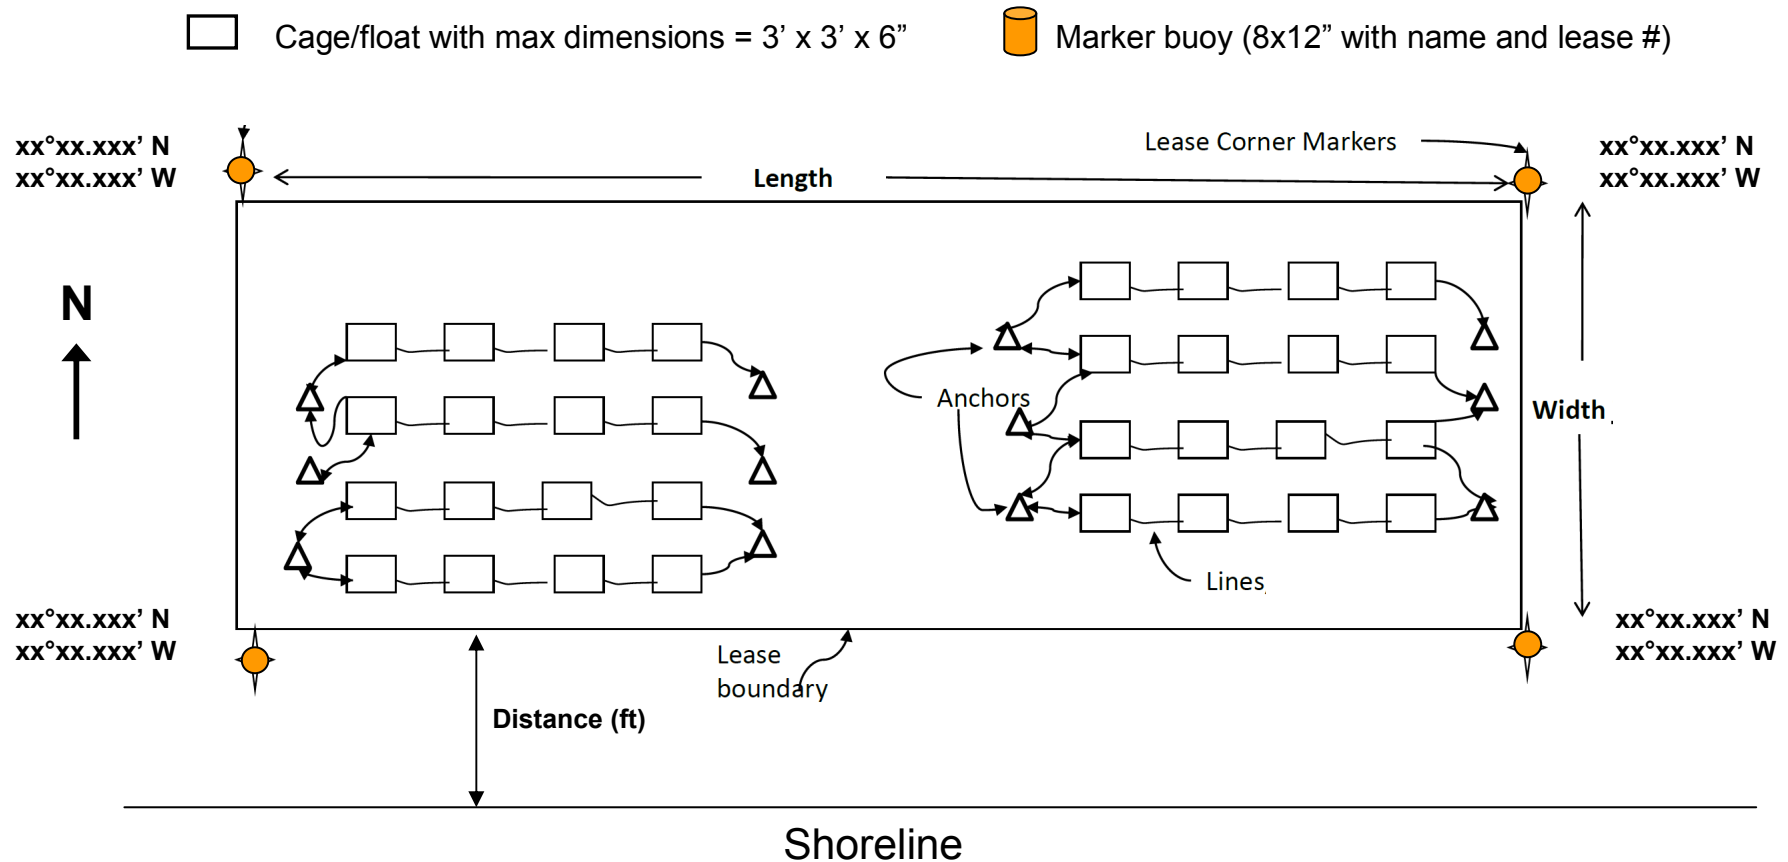 Cage/float with max dimensions = 3’ x 3’ x 6”
Marker buoy (8x12” with name and lease #)
xx°xx.xxx’ N
xx°xx.xxx’ W
Lease Corner Markers
xx°xx.xxx’ N
xx°xx.xxx’ W
Length
N
Anchors
Width
Lines
xx°xx.xxx’ N
xx°xx.xxx’ W
xx°xx.xxx’ N
xx°xx.xxx’ W
Lease
boundary
Distance (ft)
Shoreline